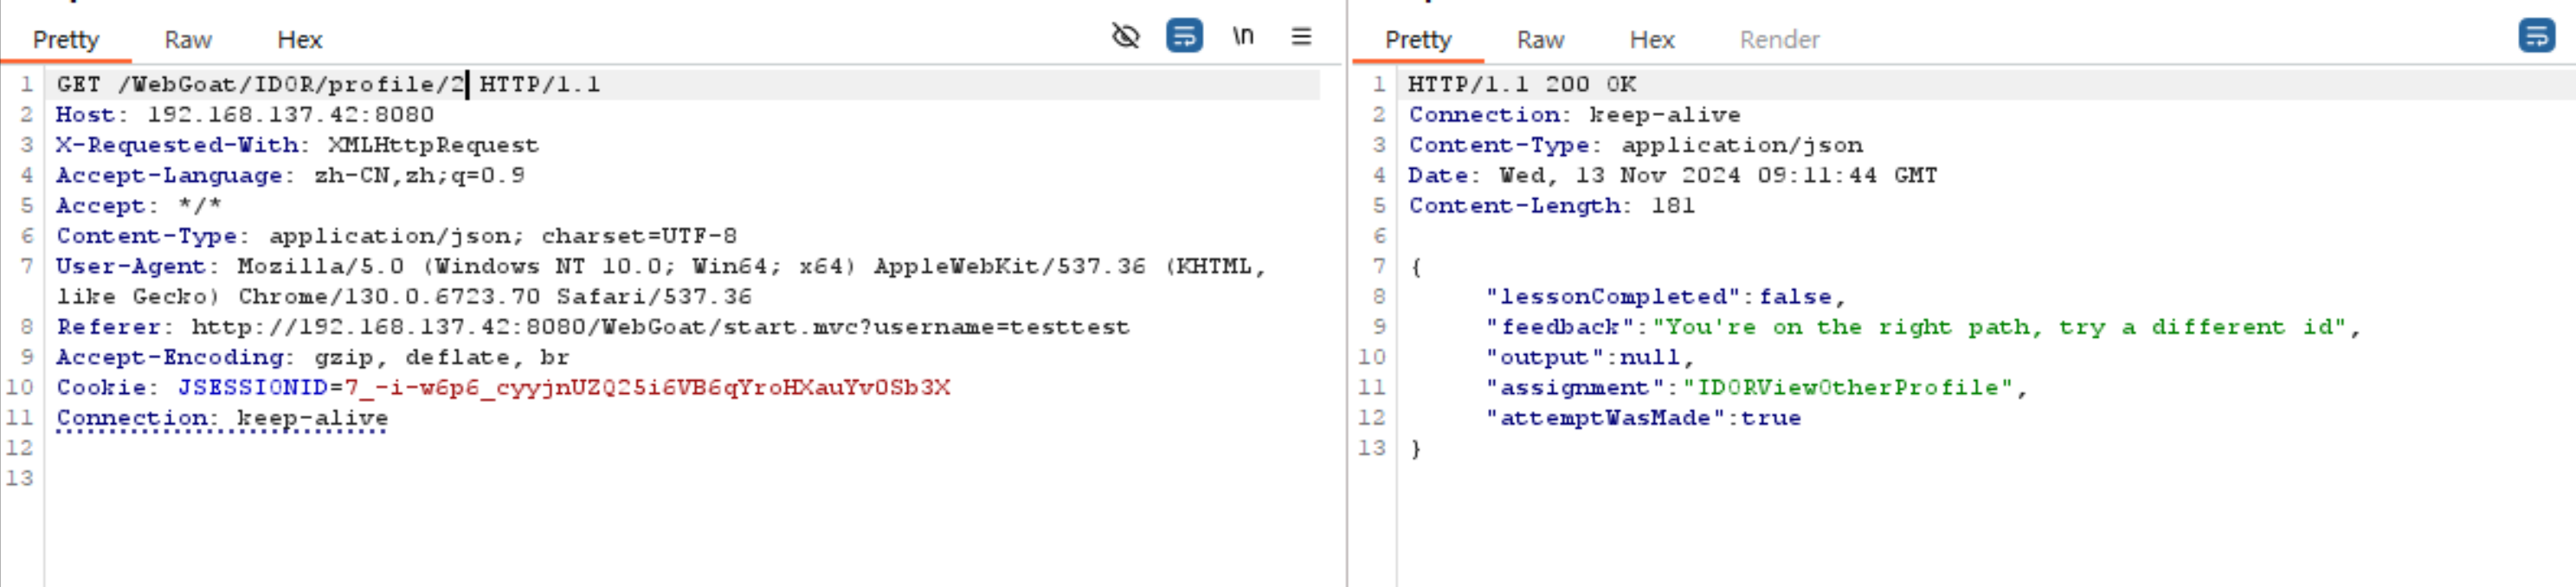 Pretty Raw Hex \n
1 GET /WebGoat/IDOR/profile/2 HTTP/1.1
2 Host: 192.168.137.42:8080
3 X-Requested-With: XMLHttpRequest
4 Accept-Language: zh-CN,zh;q=0.9
5 Accept: */*
6 Content-Type: application/json; charset=UTF-8
7 User-Agent: Mozilla/5.0 (Windows NT 10.0; Win64; x64) AppleWebKit/537.36 (KHTML,
like Gecko) Chrome/130.0.6723.70 Safari/537.36
8 Referer: http://192.168.137.42:8080/WebGoat/start.mvc?username=testtest
9 Accept-Encoding: gzip, deflate, br
10 Cookie: JSESSIONID=7_-i-w6p6_cyyjnUZQ25i6VB6qYroHXauYv0Sb3X
11 Connection: keep-alive
12
13
Pretty Raw Hex Render
1 HTTP/1.1 200 OK
2 Connection: keep-alive
3 Content-Type: application/json
4 Date: Wed, 13 Nov 2024 09:11:44 GMT
5 Content-Length: 181
6
7 {
8 "lessonCompleted":false,
9 "feedback":"You're on the right path, try a different id",
10 "output":null,
11 "assignment":"IDORViewOtherProfile",
12 "attemptWasMade":true
13 }